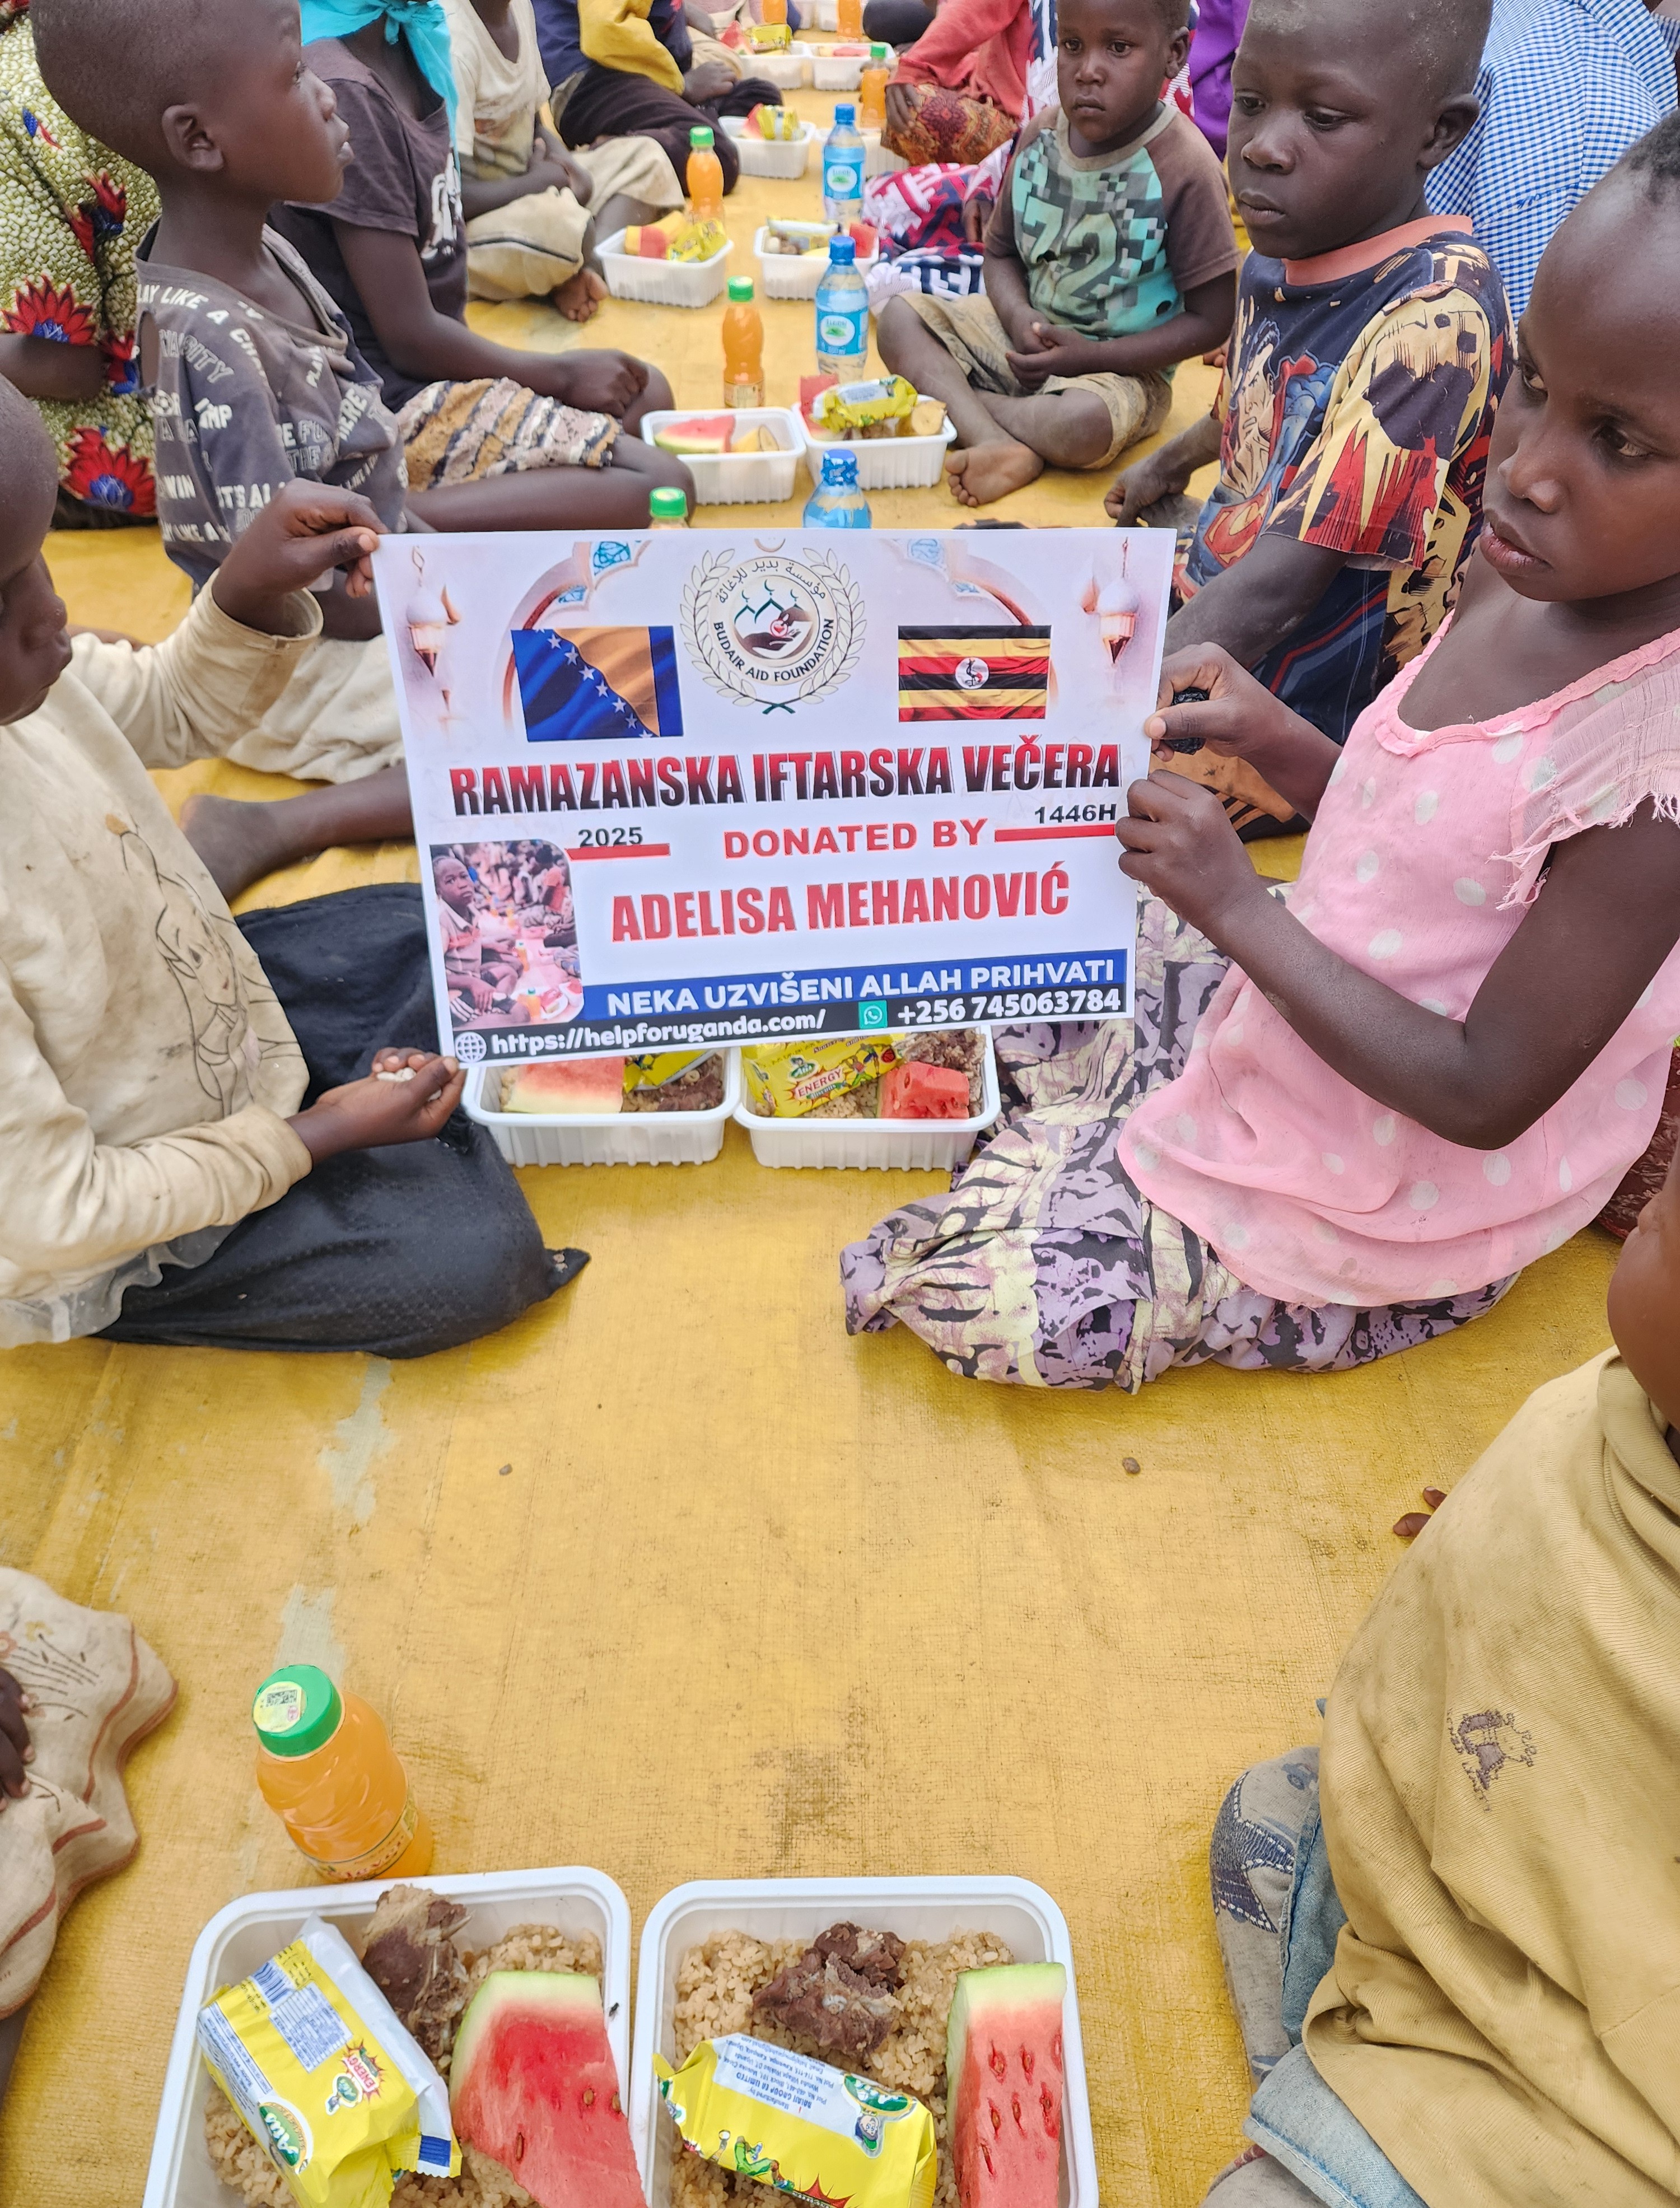 مؤسسة بدير للإغاثة
BUDAIR AID FOUNDATION
RAMAZANSKA IFTARSKA VEČERA
2025
DONATED BY
1446H
ADELISA MEHANOVIĆ
NEKA UZVIŠENI ALLAH PRIHVATI
https://helpforuganda.com/
+256 745063784
ENERGY
72